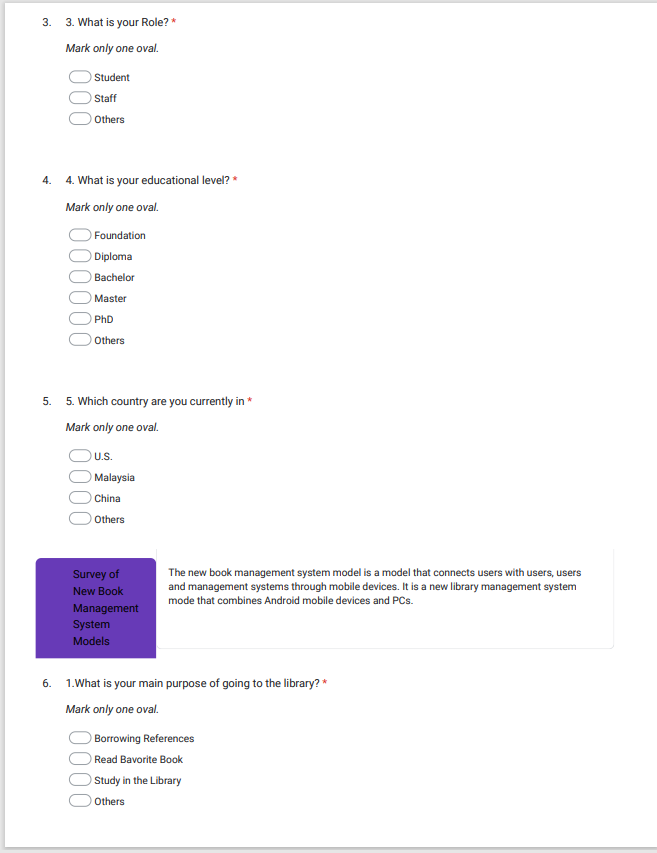 3. 3. What is your Role? *
Mark only one oval.
Student
Staff
Others
4. 4. What is your educational level? *
Mark only one oval.
Foundation
Diploma
Bachelor
Master
PhD
Others
5. 5. Which country are you currently in *
Mark only one oval.
U.S.
Malaysia
China
Others
Survey of
New Book
Management
System
Models
The new book management system model is a model that connects users with users, users
and management systems through mobile devices. It is a new library management system
mode that combines Android mobile devices and PCs.
6. 1.What is your main purpose of going to the library? *
Mark only one oval.
Borrowing References
Read Bavorite Book
Study in the Library
Others